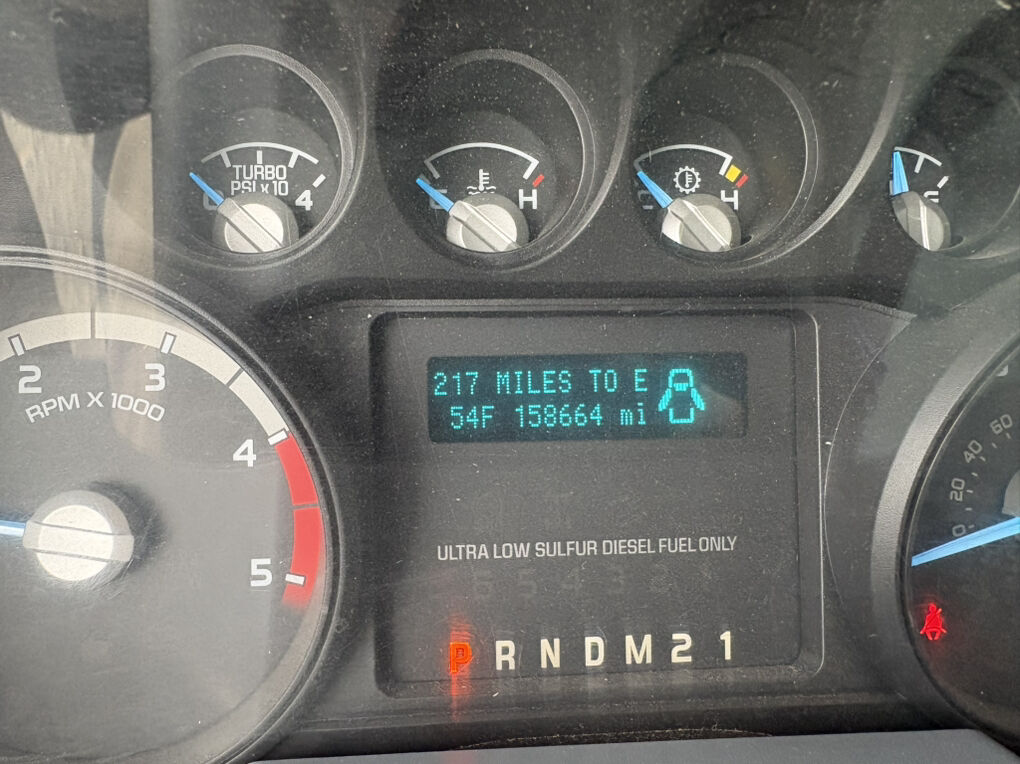 TURBO
PSI x 10
4
H
H
2
3
RPM X 1000
4
5
217 MILES TO E
54F 158664 mi
ULTRA LOW SULFUR DIESEL FUEL ONLY
P R N D M 2 1
20
40
60